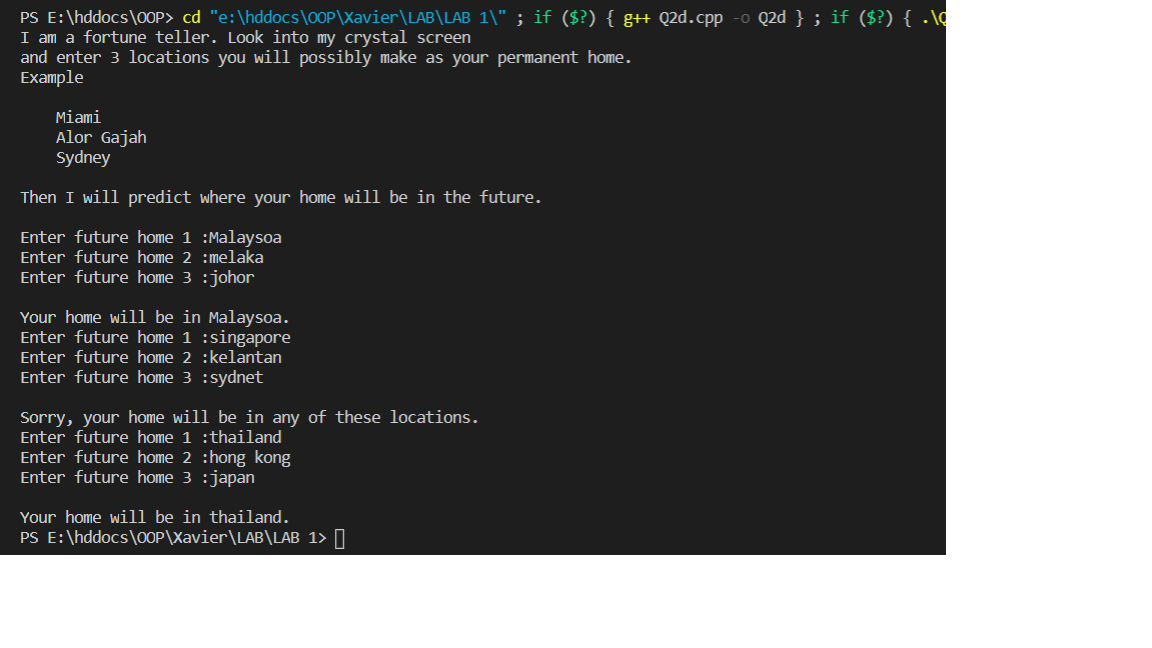 PS E:\hddocs\OOP> cd "e:\hddocs\OOP\Xavier\LAB\LAB 1\" ; if ($?) { g++ Q2d.cpp -o Q2d } ; if ($?) { .\Q
I am a fortune teller. Look into my crystal screen
and enter 3 locations you will possibly make as your permanent home.
Example
Miami
Alor Gajah
Sydney
Then I will predict where your home will be in the future.
Enter future home 1 :Malaysoa
Enter future home 2 :melaka
Enter future home 3 :johor
Your home will be in Malaysoa.
Enter future home 1 :singapore
Enter future home 2 :kelantan
Enter future home 3 :sydnet
Sorry, your home will be in any of these locations.
Enter future home 1 :thailand
Enter future home 2 :hong kong
Enter future home 3 :japan
Your home will be in thailand.
PS E:\hddocs\OOP\Xavier\LAB\LAB 1>